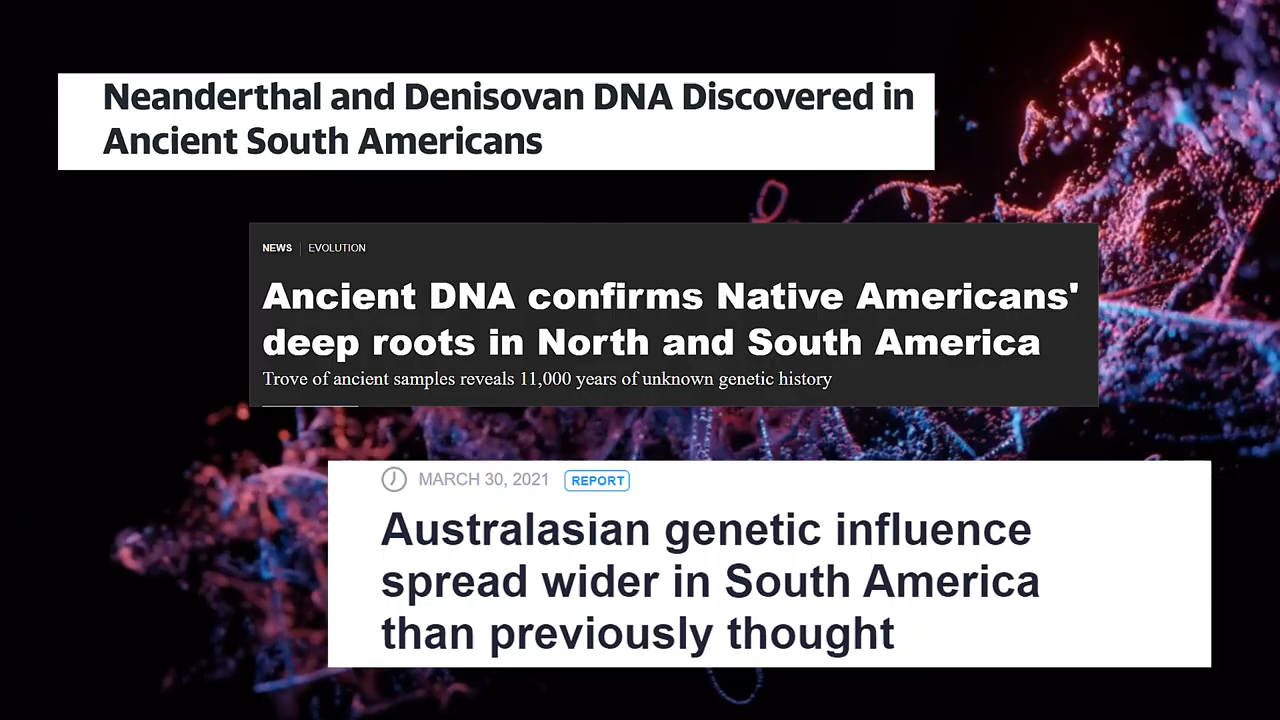 Neanderthal and Denisovan DNA Discovered in
Ancient South Americans
NEWS | EVOLUTION
Ancient DNA confirms Native Americans'
deep roots in North and South America
Trove of ancient samples reveals 11,000 years of unknown genetic history
MARCH 30, 2021 REPORT
Australasian genetic influence
spread wider in South America
than previously thought